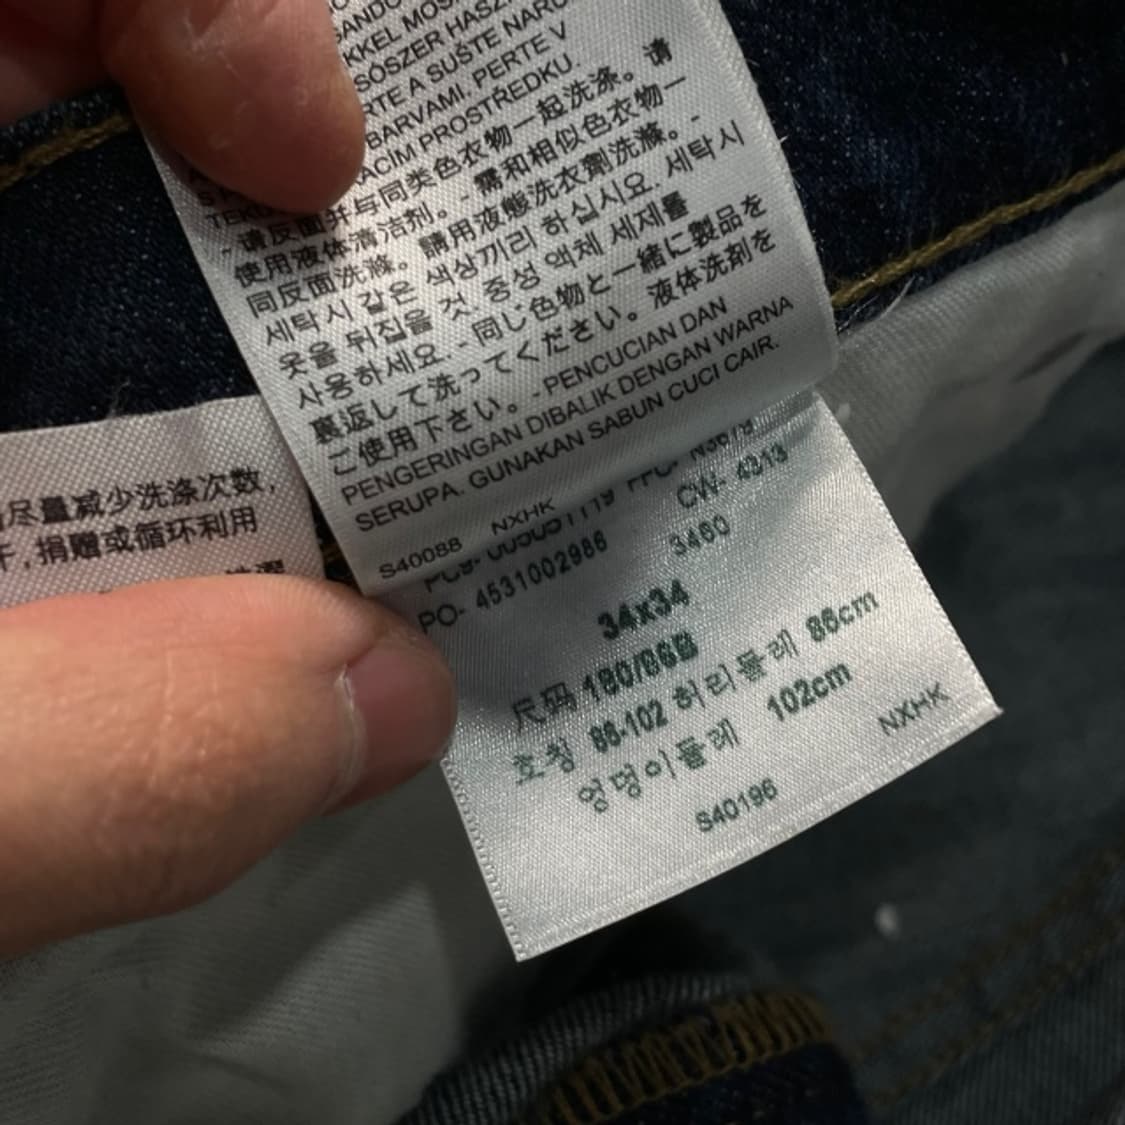 KKEL MOS
SÓSZER HASZ
RTE A SUŠTE NARU
BARVAMI. PERTE V
ACÍM PROSTŘEDKU.
- 请反面并与同类色衣物一起洗涤。请
使用液体清洁剂。- 需和相似色衣物一
同反面洗滌。請用液態洗衣劑洗滌。-
세탁 시 같은 색상끼리 하십시요. 세탁 시
옷을 뒤집을 것. 중성 액체 세제를
사용하세요. - 同じ色物と一緒に製品を
裏返して洗ってください。液体洗剤を
ご使用下さい。- PENCUCIAN DAN
PENGERINGAN DIBALIK DENGAN WARNA
SERUPA. GUNAKAN SABUN CUCI CAIR.
S40088 NXHK
尽量减少洗涤次数,
,捐赠或循环利用
CW- 4313
PO- 4531002986 3460
34x34
尺码 180/86B
호칭 86-102 허리둘레 86cm
엉덩이둘레 102cm
NXHK
S40196